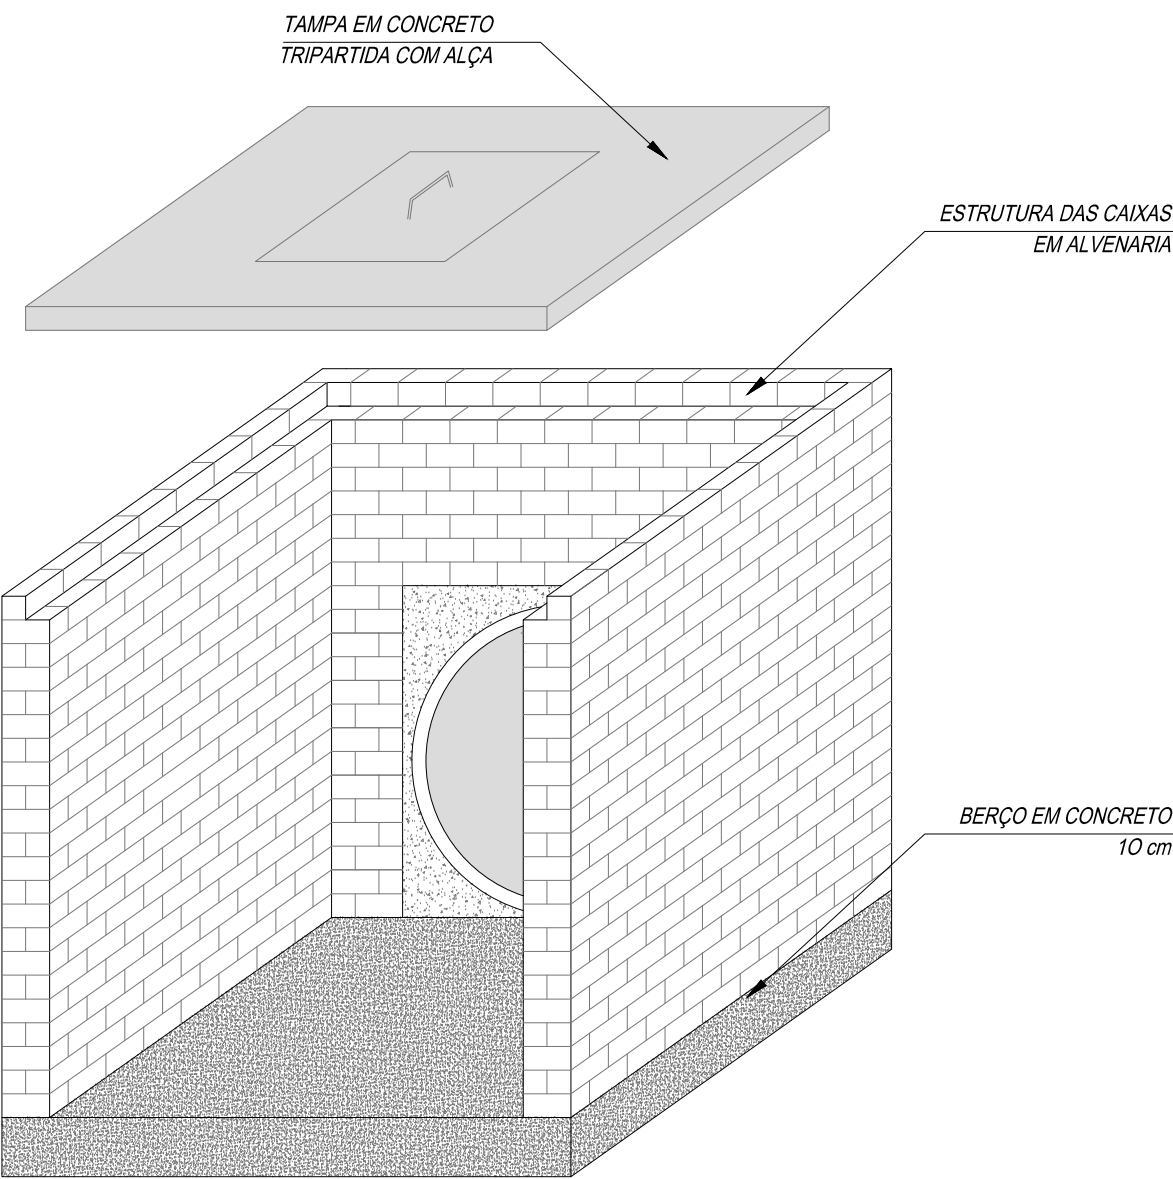 TAMPA EM CONCRETO
TRIPARTIDA COM ALÇA
ESTRUTURA DAS CAIXAS
EM ALVENARIA
BERÇO EM CONCRETO
10 cm